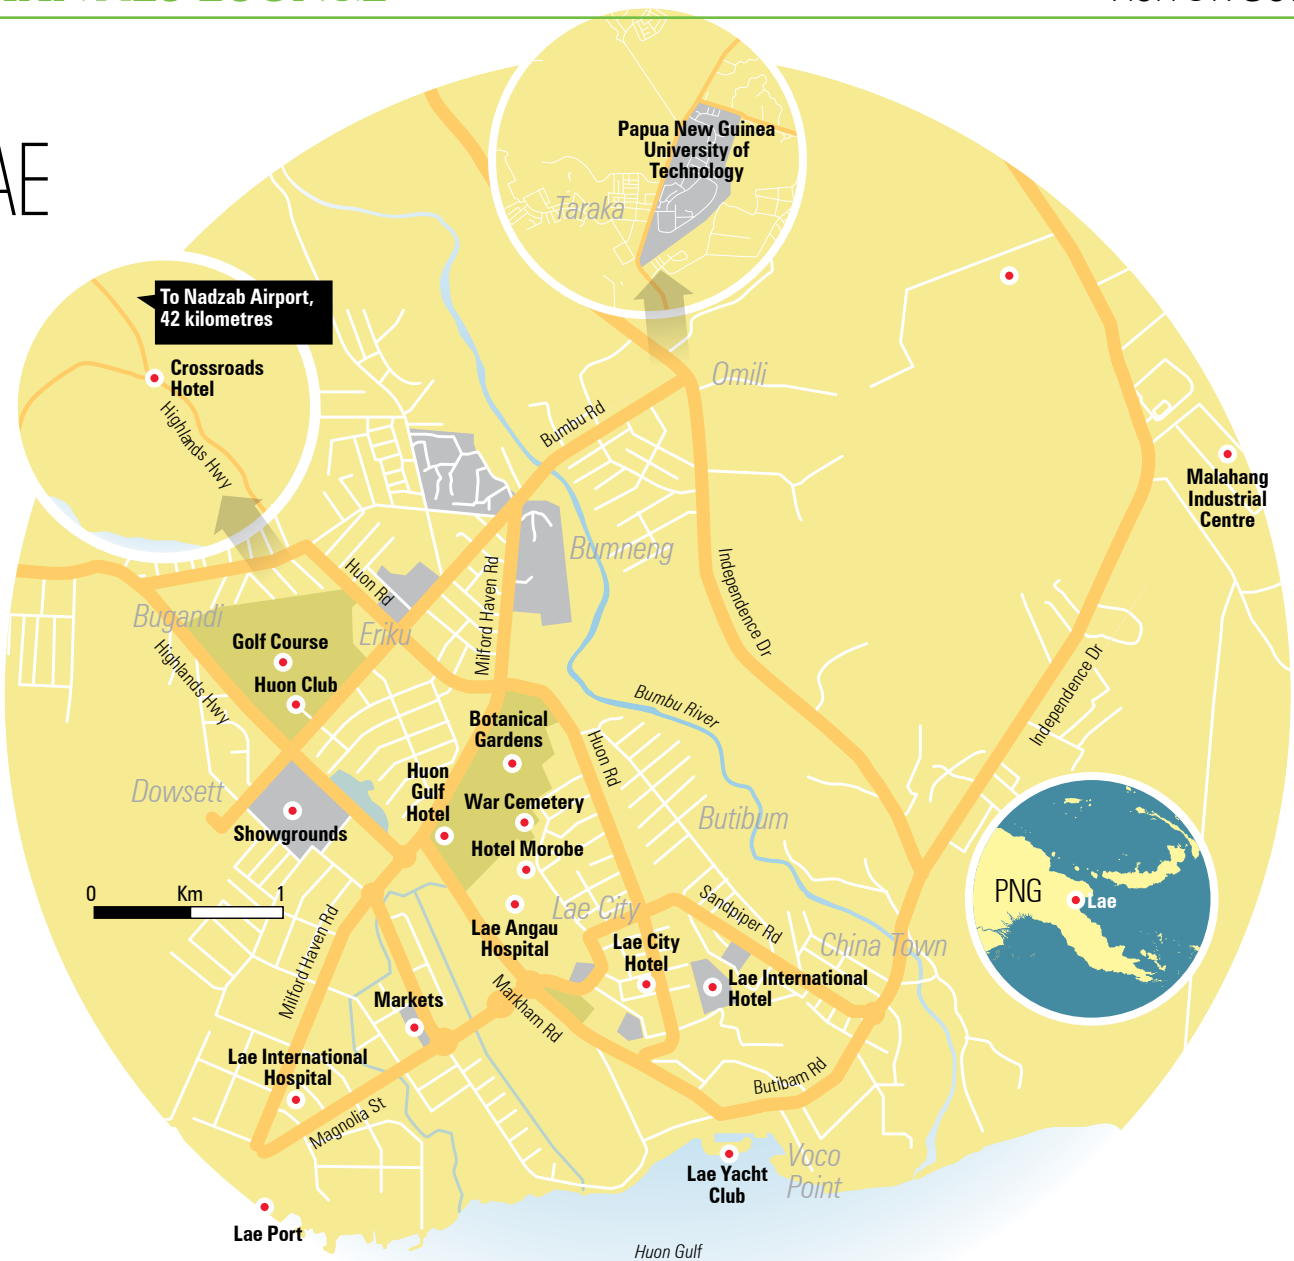 LAE
Papua New Guinea
University of
Technology
Taraka
To Nadzab Airport,
42 kilometres
Crossroads
Hotel
Highlands Hwy
Omili
Bumbu Rd
Malahang
Industrial
Centre
Bumneng
Huon Rd
Milford Haven Rd
Independence Dr
Bugandi
Eriku
Golf Course
Huon Club
Highlands Hwy
Bumbu River
Independence Dr
Botanical
Gardens
Huon Rd
Huon
Gulf
Hotel
Dowsett
War Cemetery
Butibum
Showgrounds
Hotel Morobe
0 Km 1
PNG
Lae
Lae Angau
Hospital
Lae City
Sandpiper Rd
China Town
Lae City
Hotel
Lae International
Hotel
Milford Haven Rd
Markets
Markham Rd
Lae International
Hospital
Butibam Rd
Magnolia St
Lae Yacht
Club
Voco
Point
Lae Port
Huon Gulf